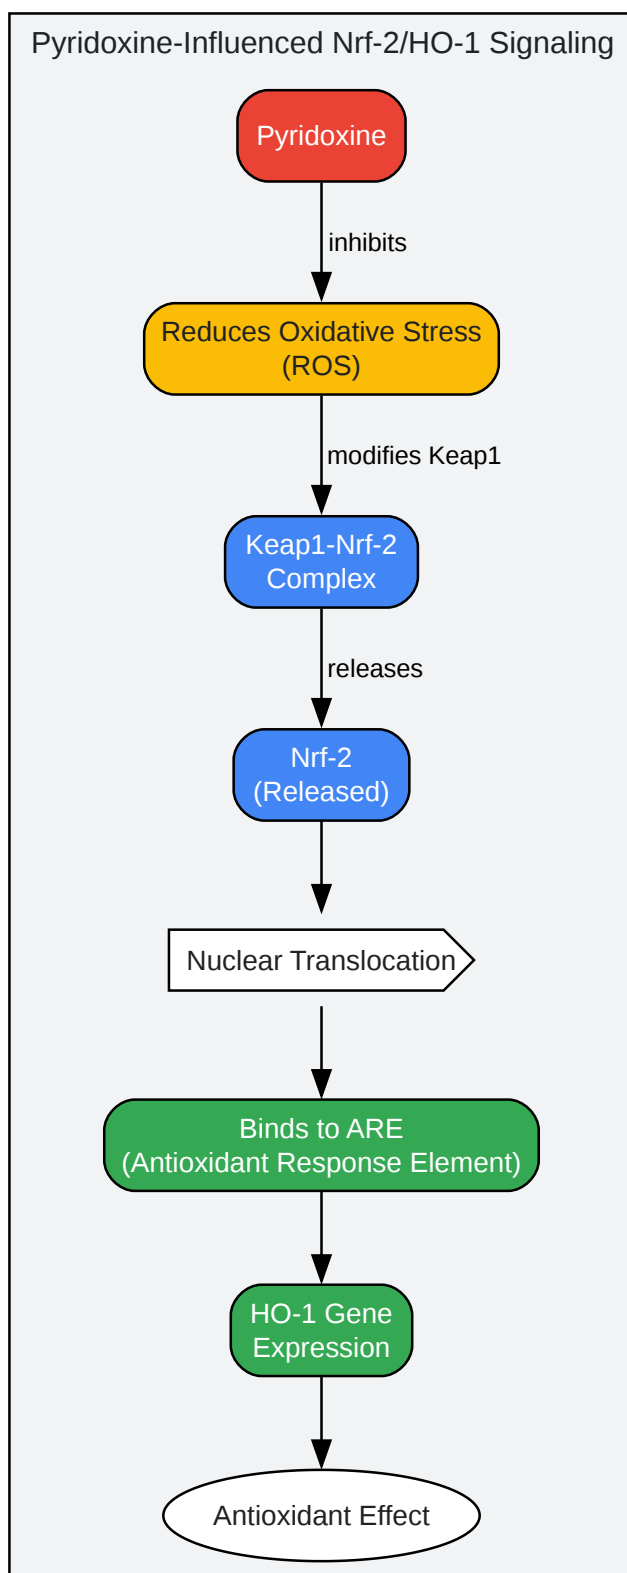 Pyridoxine-Influenced Nrf-2/HO-1 Signaling
Pyridoxine
inhibits
Reduces Oxidative Stress
(ROS)
modifies Keap1
Keap1-Nrf-2
Complex
releases
Nrf-2
(Released)
Nuclear Translocation
Binds to ARE
(Antioxidant Response Element)
HO-1 Gene
Expression
Antioxidant Effect